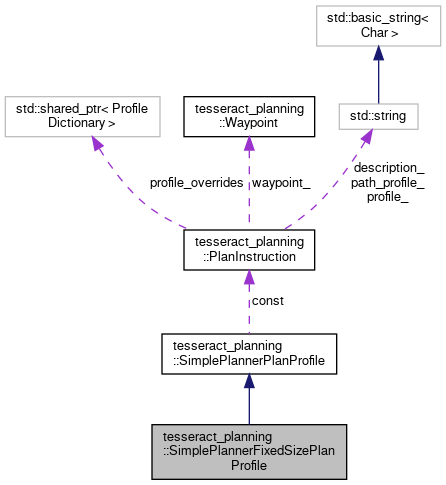 std::basic_string<
Char >
std::shared_ptr< Profile
Dictionary >
tesseract_planning
::Waypoint
std::string
profile_overrides
waypoint_
description_
path_profile_
profile_
tesseract_planning
::PlanInstruction
const
tesseract_planning
::SimplePlannerPlanProfile
tesseract_planning
::SimplePlannerFixedSizePlan
Profile